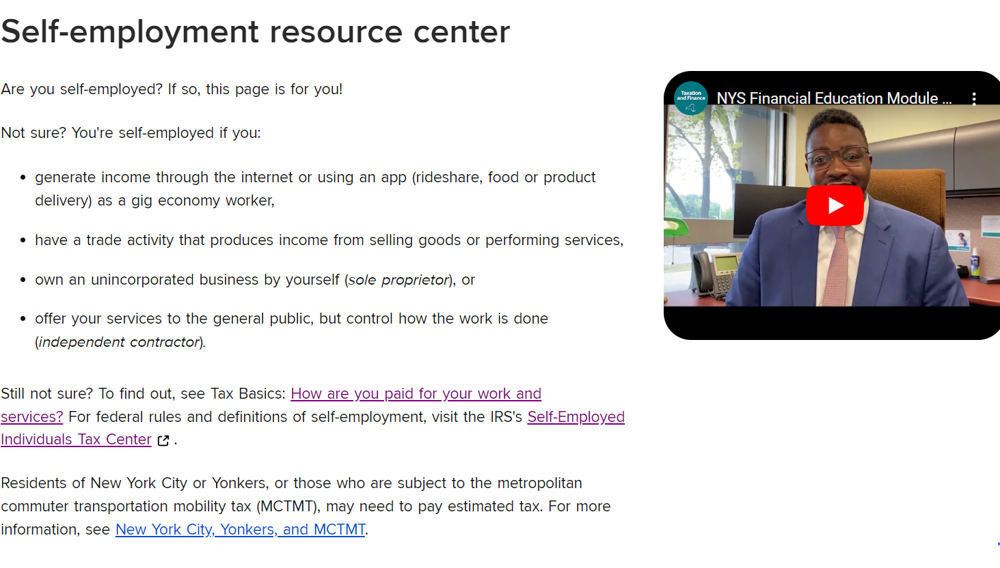 Self-employment resource center
Are you self-employed? If so, this page is for you!
Not sure? You're self-employed if you:
• generate income through the internet or using an app (rideshare, food or product
delivery) as a gig economy worker,
• have a trade activity that produces income from selling goods or performing services,
• own an unincorporated business by yourself (sole proprietor), or
• offer your services to the general public, but control how the work is done
(independent contractor).
Still not sure? To find out, see Tax Basics: How are you paid for your work and
services? For federal rules and definitions of self-employment, visit the IRS's Self-Employed
Individuals Tax Center .
Residents of New York City or Yonkers, or those who are subject to the metropolitan
commuter transportation mobility tax (MCTMT), may need to pay estimated tax. For more
information, see New York City, Yonkers, and MCTMT.
Taxation
and Finance
NYS Financial Education Module ...